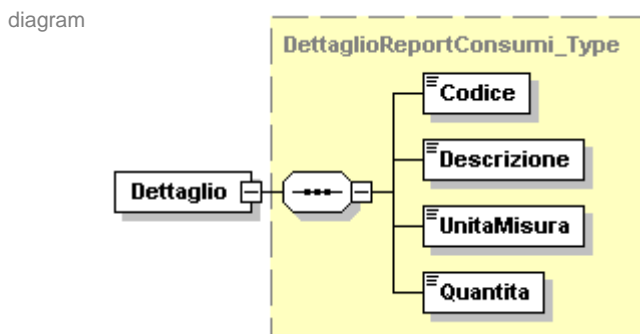 diagram
DettaglioReportConsumi_Type
Codice
Descrizione
Dettaglio
UnitaMisura
Quantita